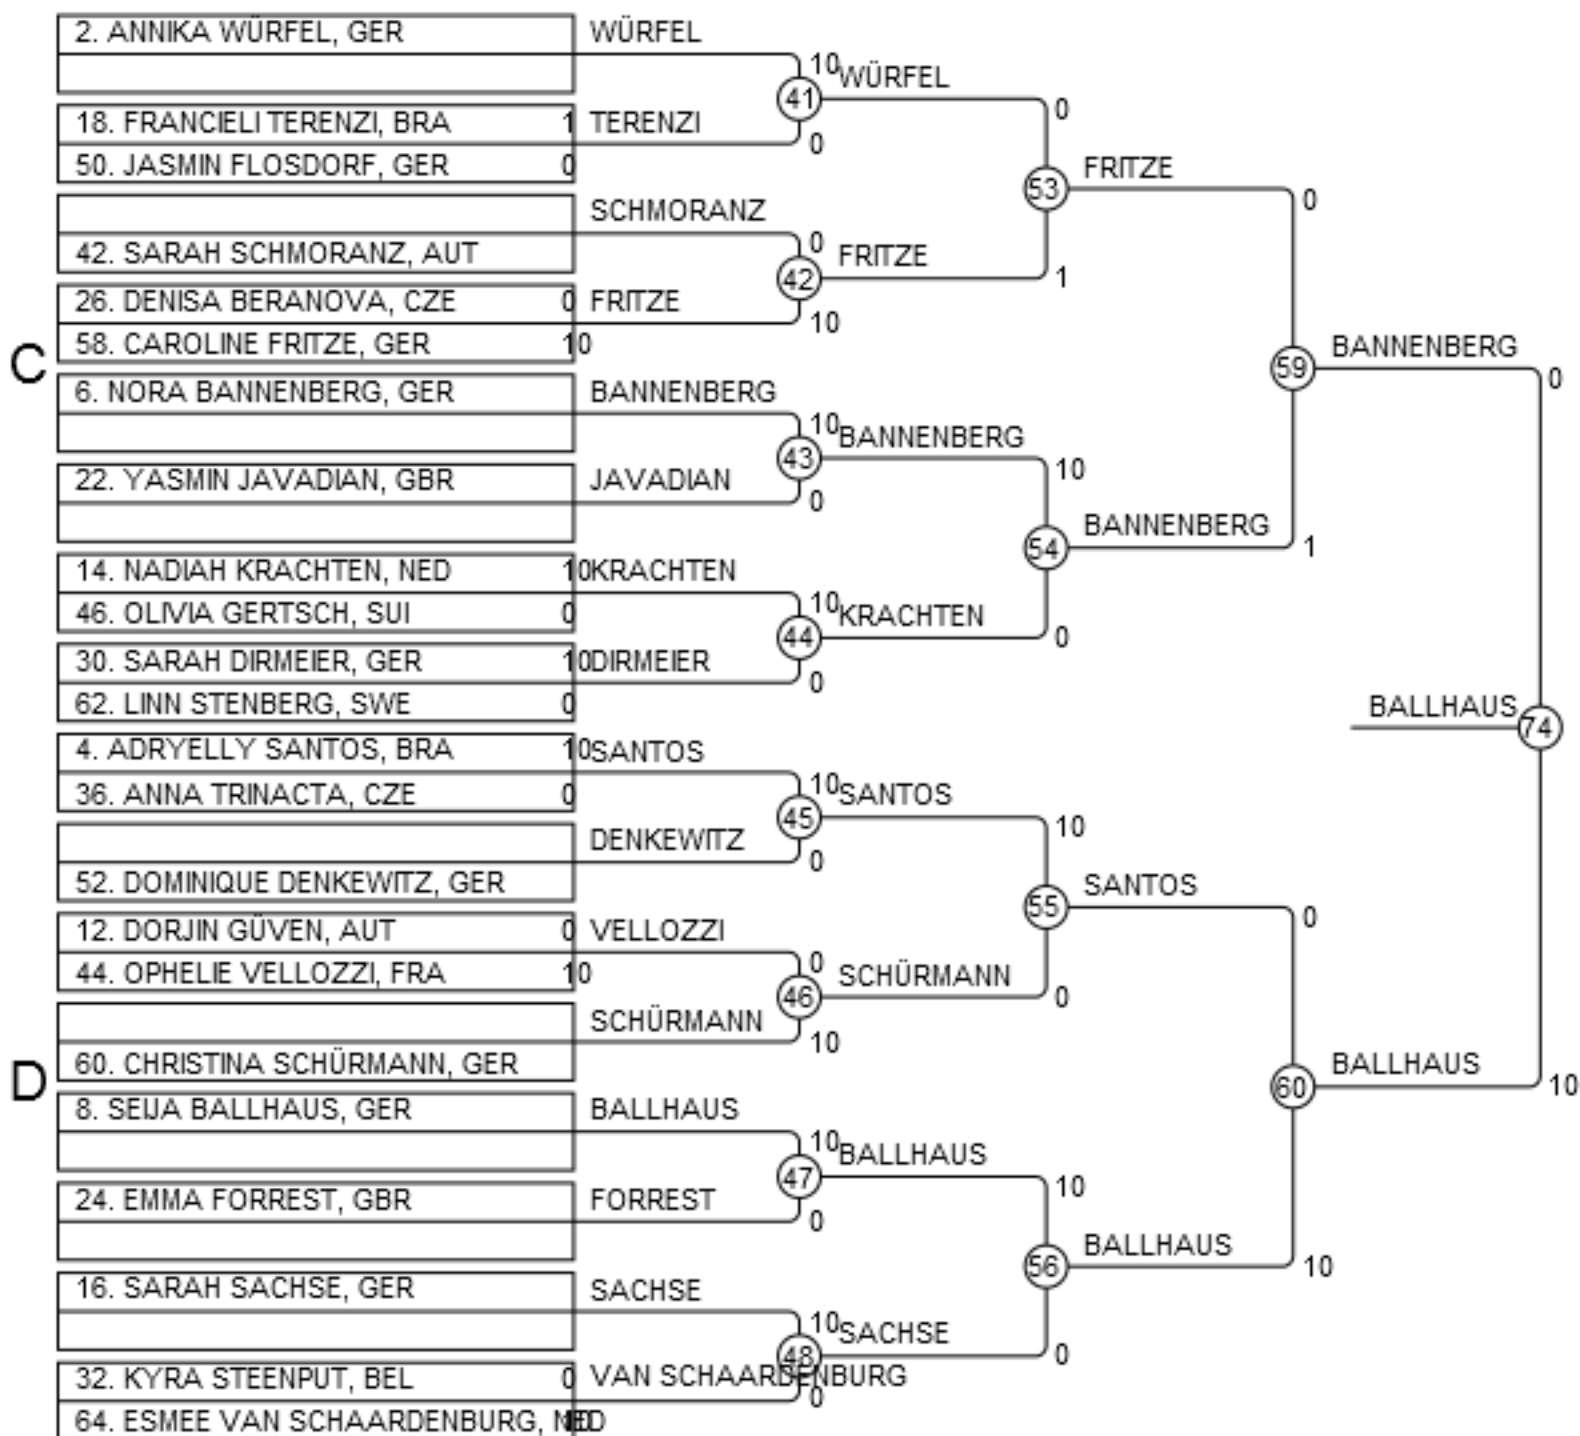 2. ANNIKA WÜRFEL, GER WÜRFEL
10 WÜRFEL
41
0
18. FRANCIELI TERENZI, BRA 1 TERENZI
0
50. JASMIN FLOSDORF, GER 0
FRITZE
53
0
SCHMORANZ
0 FRITZE
42. SARAH SCHMORANZ, AUT
42
1
26. DENISA BERANOVA, CZE 0 FRITZE
10
58. CAROLINE FRITZE, GER 10
C
BANNENBERG
59
0
6. NORA BANNENBERG, GER BANNENBERG
10 BANNENBERG
43
10
22. YASMIN JAVADIAN, GBR JAVADIAN
0
BANNENBERG
54
1
14. NADIAH KRACHTEN, NED 10 KRACHTEN
10 KRACHTEN
46. OLIVIA GERTSCH, SUI 0
44
0
30. SARAH DIRMEIER, GER 10 DIRMEIER
0
62. LINN STENBERG, SWE 0
BALLHAUS
74
4. ADRYELLY SANTOS, BRA 10 SANTOS
10 SANTOS
36. ANNA TRINACTA, CZE 0
45
10
DENKEWITZ
0
52. DOMINIQUE DENKEWITZ, GER
SANTOS
55
0
12. DORJIN GÜVEN, AUT 0 VELLOZZI
0 SCHÜRMANN
44. OPHELIE VELLOZZI, FRA 10
46
0
SCHÜRMANN
10
60. CHRISTINA SCHÜRMANN, GER
D
BALLHAUS
60
10
8. SEIJA BALLHAUS, GER BALLHAUS
10 BALLHAUS
47
10
24. EMMA FORREST, GBR FORREST
0
BALLHAUS
56
10
16. SARAH SACHSE, GER SACHSE
10 SACHSE
48
0
32. KYRA STEENPUT, BEL 0 VAN SCHAARDENBURG
0
64. ESMEE VAN SCHAARDENBURG, NED 10